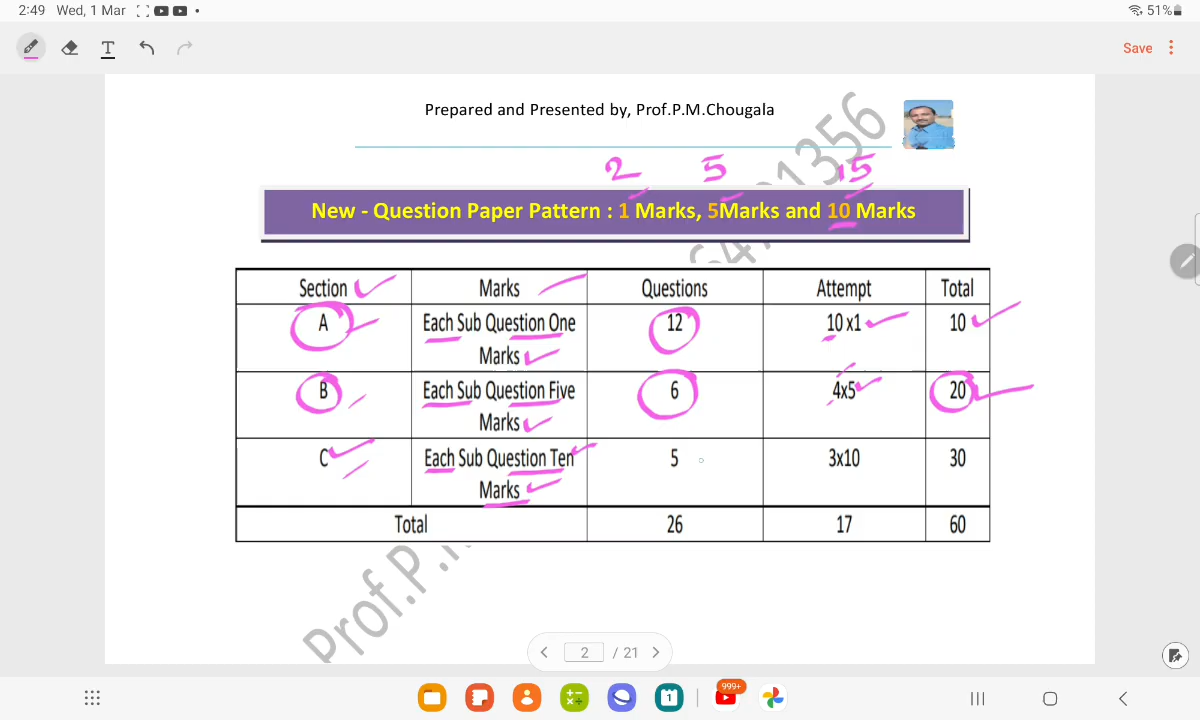 2:49 Wed, 1 Mar
51%
T
Save
Prepared and Presented by, Prof.P.M.Chougala
2 5 15
New - Question Paper Pattern : 1 Marks, 5Marks and 10 Marks
Section Marks Questions Attempt Total
A Each Sub Question One Marks 12 10 x1 10
B Each Sub Question Five Marks 6 4x5 20
C Each Sub Question Ten Marks 5 3x10 30
Total 26 17 60
2 / 21
1
999+